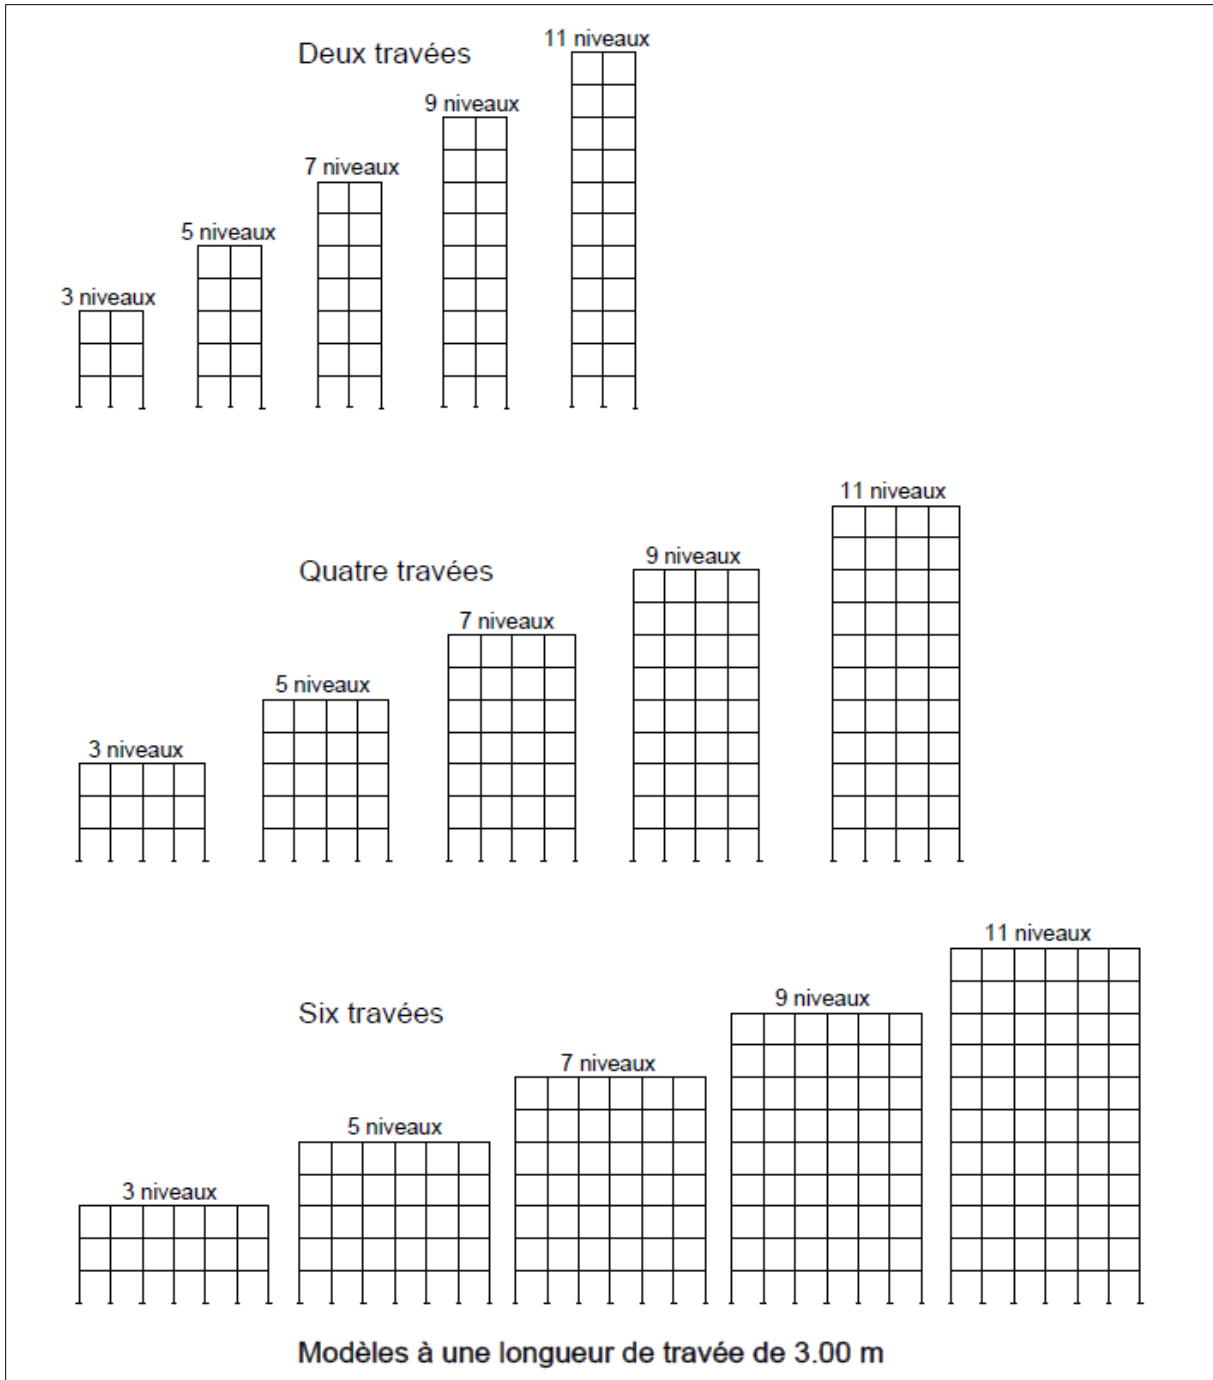 Deux travées
11 niveaux
9 niveaux
7 niveaux
5 niveaux
3 niveaux
Quatre travées
11 niveaux
9 niveaux
7 niveaux
5 niveaux
3 niveaux
Six travées
11 niveaux
9 niveaux
7 niveaux
5 niveaux
3 niveaux
Modèles à une longueur de travée de 3.00 m